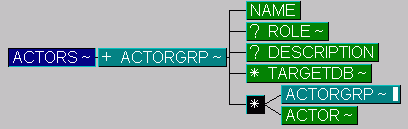 NAME
? ROLE ~
ACTORS ~ + ACTORGRP ~ ? DESCRIPTION
* TARGETDB ~
* ACTORGRP ~
ACTOR ~